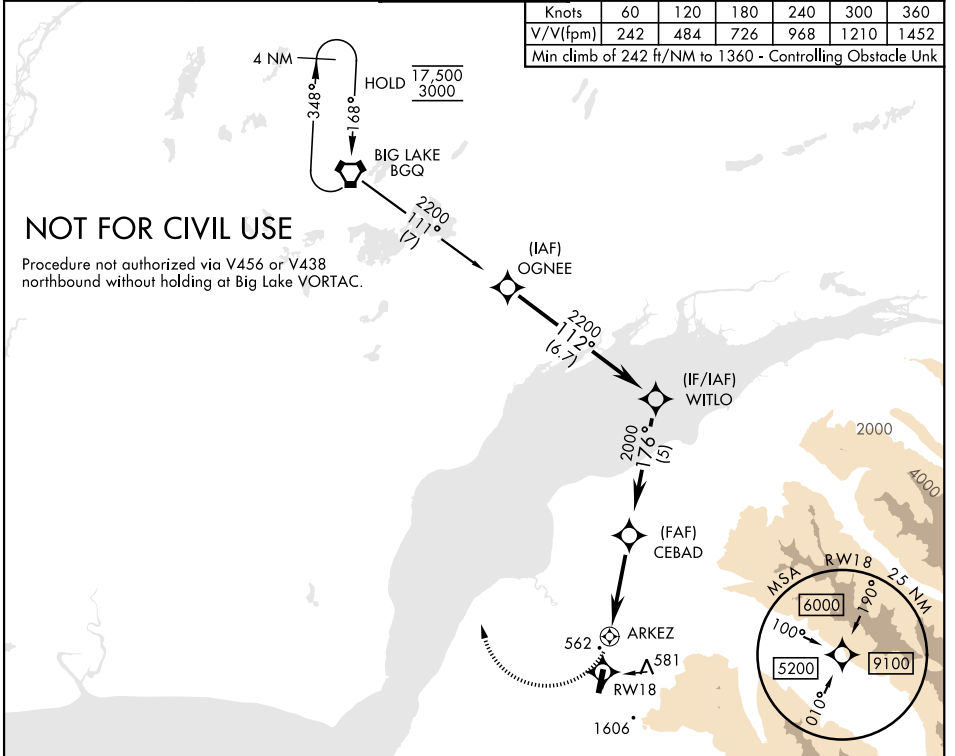 Knots 60 120 180 240 300 360
V/V(fpm) 242 484 726 968 1210 1452
Min climb of 242 ft/NM to 1360 - Controlling Obstacle Unk
4 NM
HOLD 17,500
3000
348°
168°
BIG LAKE
BGQ
NOT FOR CIVIL USE
Procedure not authorized via V456 or V438
northbound without holding at Big Lake VORTAC.
2200
111°
(7)
(IAF)
OGNEE
2200
112°
(6.7)
(IF/IAF)
WITLO
2000
176°
(5)
2000
4000
(FAF)
CEBAD
MSA RW18 25 NM
6000
190°
100°
5200
9100
010°
ARKEZ
562
581
RW18
1606